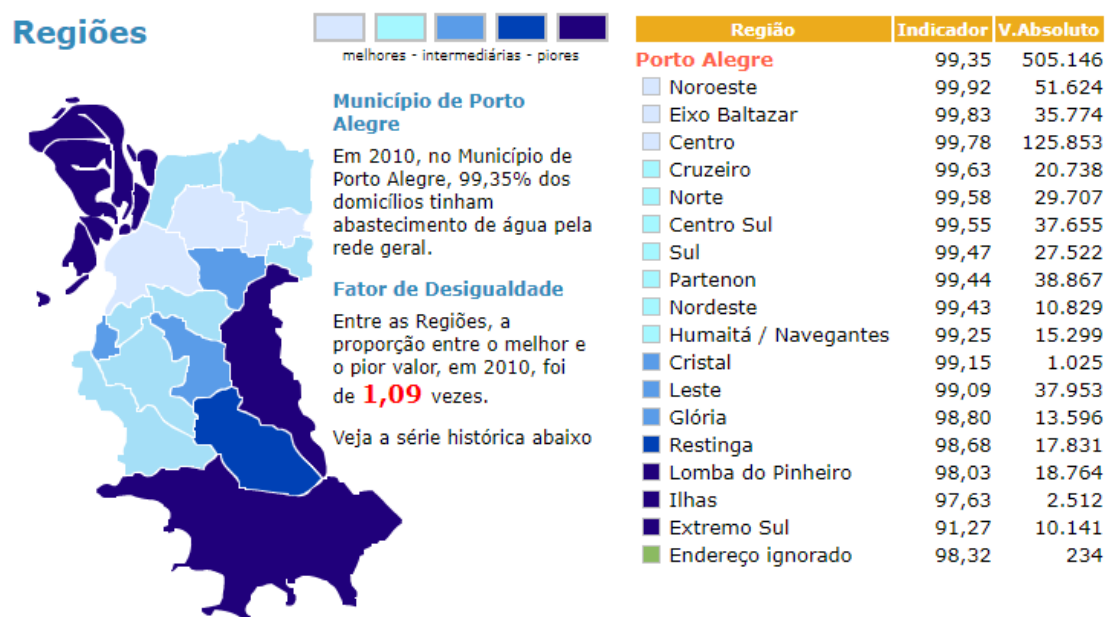 Regiões
melhores - intermediárias - piores
Município de Porto
Alegre
Em 2010, no Município de
Porto Alegre, 99,35% dos
domicílios tinham
abastecimento de água pela
rede geral.
Fator de Desigualdade
Entre as Regiões, a
proporção entre o melhor e
o pior valor, em 2010, foi
de 1,09 vezes.
Veja a série histórica abaixo
Região Indicador V.Absoluto
Porto Alegre 99,35 505.146
Noroeste 99,92 51.624
Eixo Baltazar 99,83 35.774
Centro 99,78 125.853
Cruzeiro 99,63 20.738
Norte 99,58 29.707
Centro Sul 99,55 37.655
Sul 99,47 27.522
Partenon 99,44 38.867
Nordeste 99,43 10.829
Humaitá / Navegantes 99,25 15.299
Cristal 99,15 1.025
Leste 99,09 37.953
Glória 98,80 13.596
Restinga 98,68 17.831
Lomba do Pinheiro 98,03 18.764
Ilhas 97,63 2.512
Extremo Sul 91,27 10.141
Endereço ignorado 98,32 234